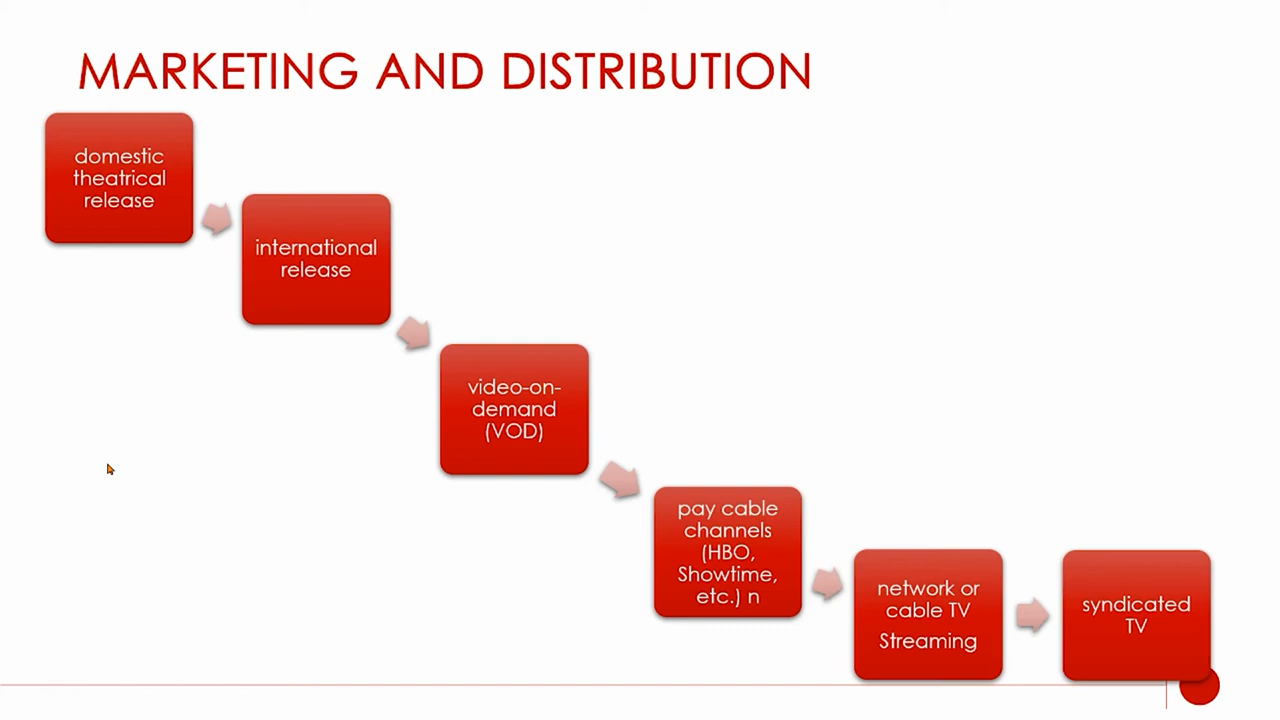 MARKETING AND DISTRIBUTION
domestic
theatrical
release
international
release
video-on-
demand
(VOD)
pay cable
channels
(HBO,
Showtime,
etc.) n
network or
cable TV
Streaming
syndicated
TV